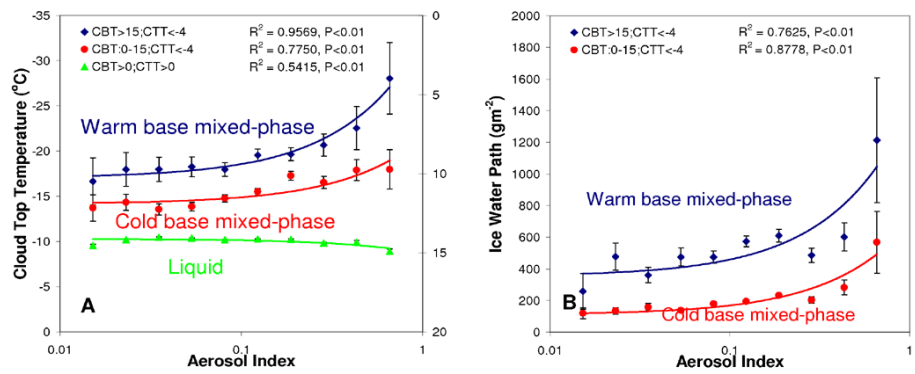 -35
-30
-25
-20
-15
-10
-5
0
0
5
10
15
20
0.01
0.1
1
Cloud Top Temperature (°C)
Aerosol Index
CBT>15;CTT<-4 R² = 0.9569, P<0.01
CBT:0-15;CTT<-4 R² = 0.7750, P<0.01
CBT>0;CTT>0 R² = 0.5415, P<0.01
Warm base mixed-phase
Cold base mixed-phase
Liquid
A
2000
1800
1600
1400
1200
1000
800
600
400
200
0
0.01
0.1
1
Ice Water Path (gm⁻²)
Aerosol Index
CBT>15;CTT<-4 R² = 0.7625, P<0.01
CBT:0-15;CTT<-4 R² = 0.8778, P<0.01
Warm base mixed-phase
Cold base mixed-phase
B